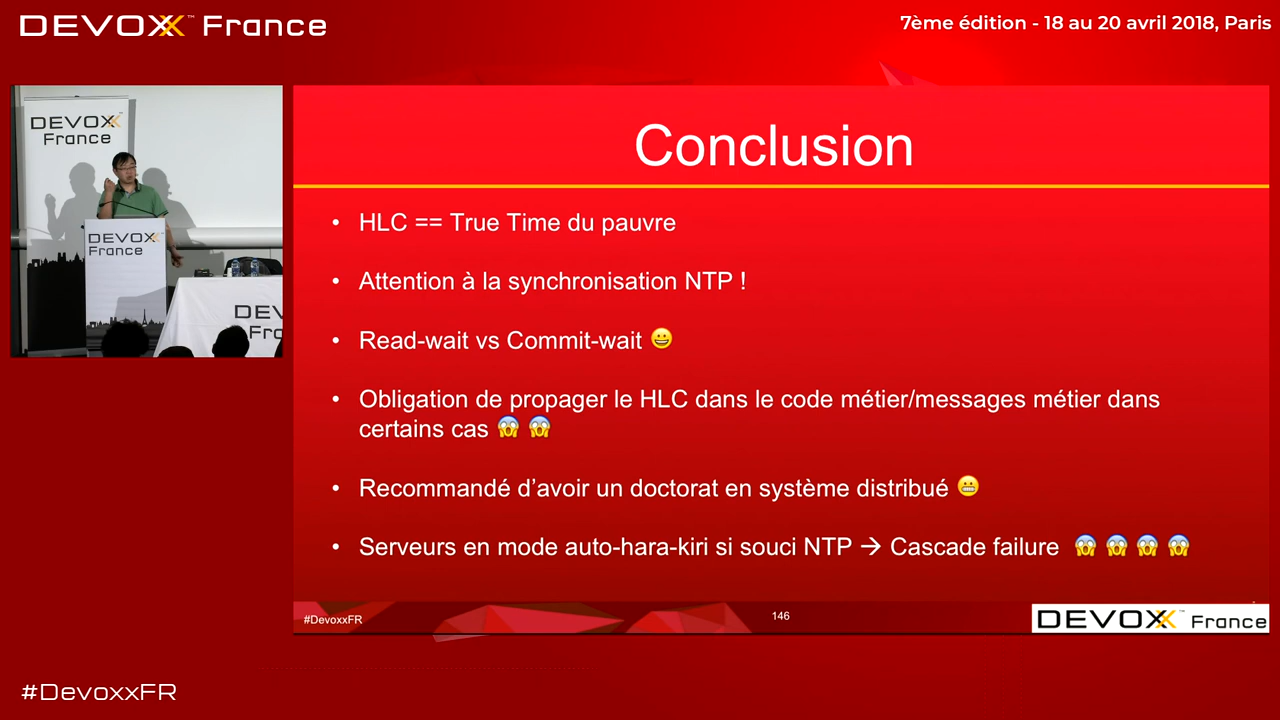 DEVOXX™ France
7ème édition - 18 au 20 avril 2018, Paris
DEVOXX
France
DEVOXX
France
DEV
Fra
Conclusion
• HLC == True Time du pauvre
• Attention à la synchronisation NTP !
• Read-wait vs Commit-wait 😀
• Obligation de propager le HLC dans le code métier/messages métier dans
certains cas 😱 😱
• Recommandé d’avoir un doctorat en système distribué 😬
• Serveurs en mode auto-hara-kiri si souci NTP → Cascade failure 😱 😱 😱 😱
#DevoxxFR
146
DEVOXX™ France
#DevoxxFR